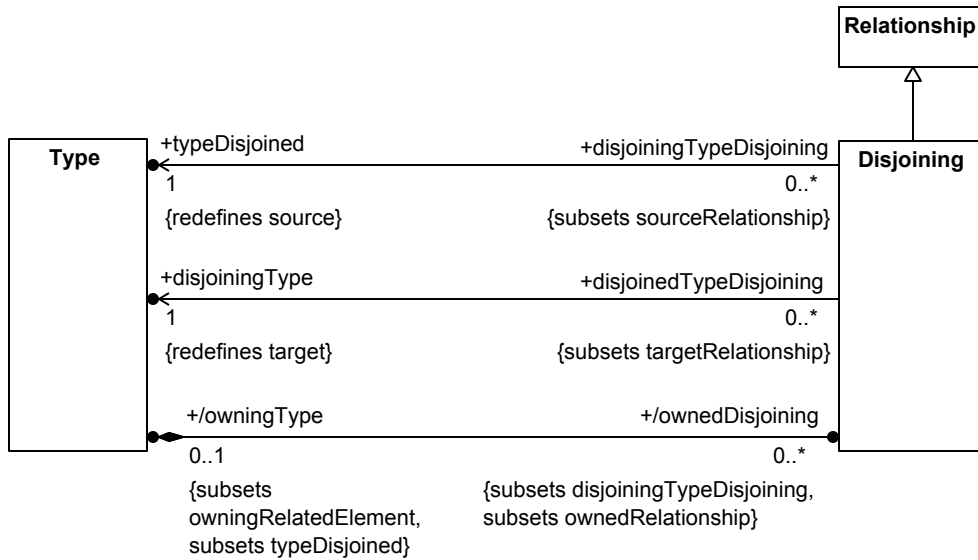 Relationship
Type
Disjoining
+typeDisjoined
+disjoiningTypeDisjoining
1
0..*
{redefines source}
{subsets sourceRelationship}
+disjoiningType
+disjoinedTypeDisjoining
1
0..*
{redefines target}
{subsets targetRelationship}
+/owningType
+/ownedDisjoining
0..1
0..*
{subsets
owningRelatedElement,
subsets typeDisjoined}
{subsets disjoiningTypeDisjoining,
subsets ownedRelationship}